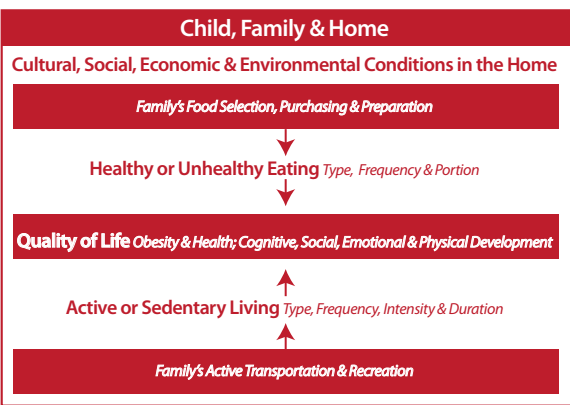 Child, Family & Home
Cultural, Social, Economic & Environmental Conditions in the Home
Family's Food Selection, Purchasing & Preparation
Healthy or Unhealthy Eating Type, Frequency & Portion
Quality of Life Obesity & Health; Cognitive, Social, Emotional & Physical Development
Active or Sedentary Living Type, Frequency, Intensity & Duration
Family's Active Transportation & Recreation